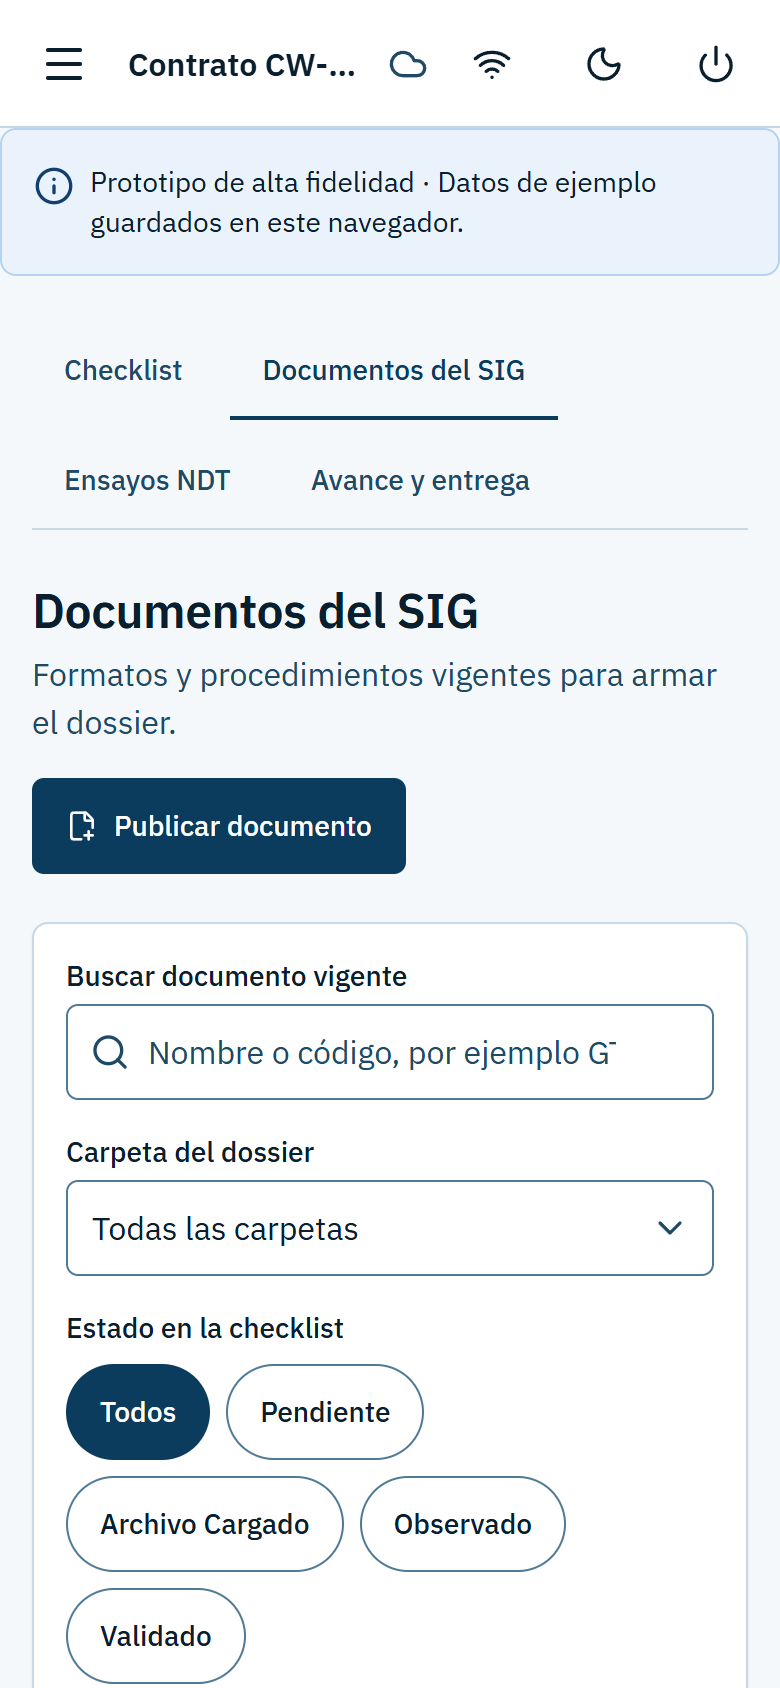 Contrato CW-...
Prototipo de alta fidelidad · Datos de ejemplo
guardados en este navegador.
Checklist
Documentos del SIG
Ensayos NDT
Avance y entrega
Documentos del SIG
Formatos y procedimientos vigentes para armar
el dossier.
Publicar documento
Buscar documento vigente
Nombre o código, por ejemplo G
Carpeta del dossier
Todas las carpetas
Estado en la checklist
Todos
Pendiente
Archivo Cargado
Observado
Validado